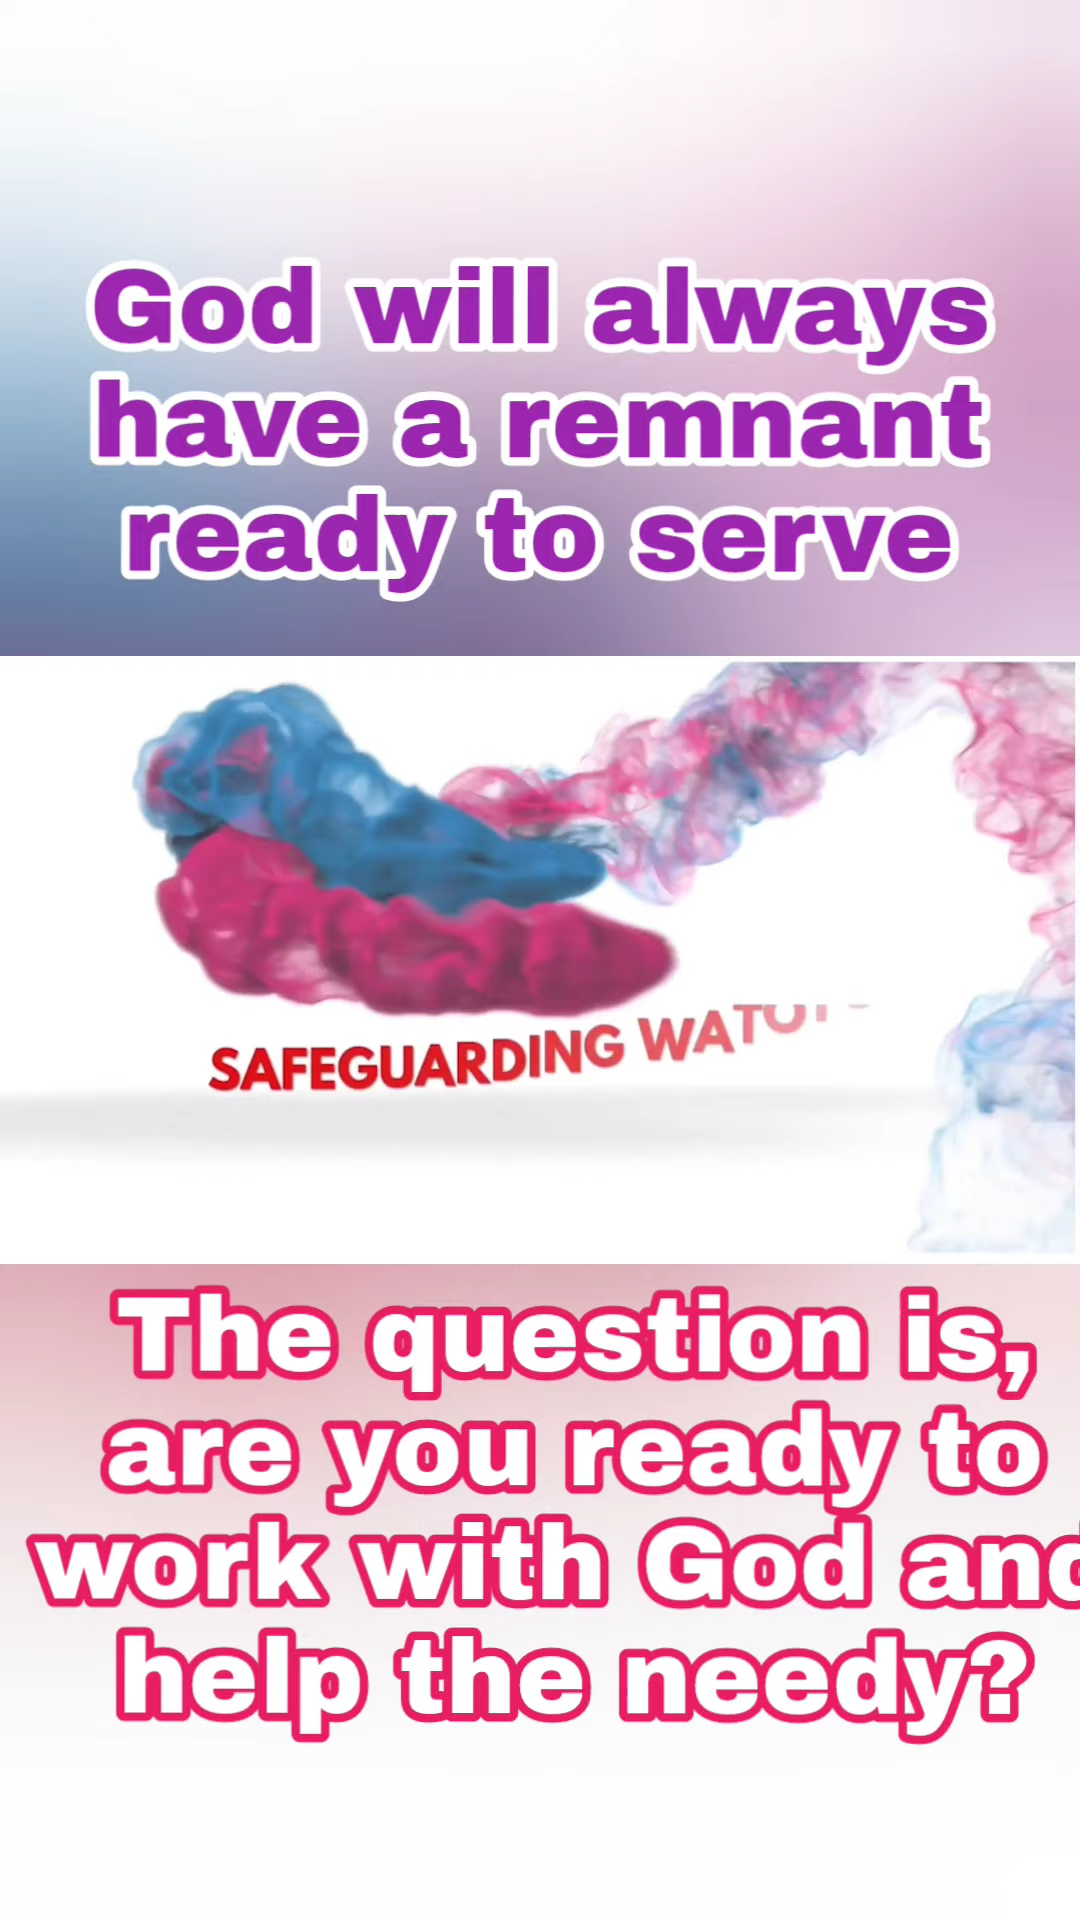 God will always
have a remnant
ready to serve
SAFEGUARDING
The question is,
are you ready to
work with God and
help the needy?